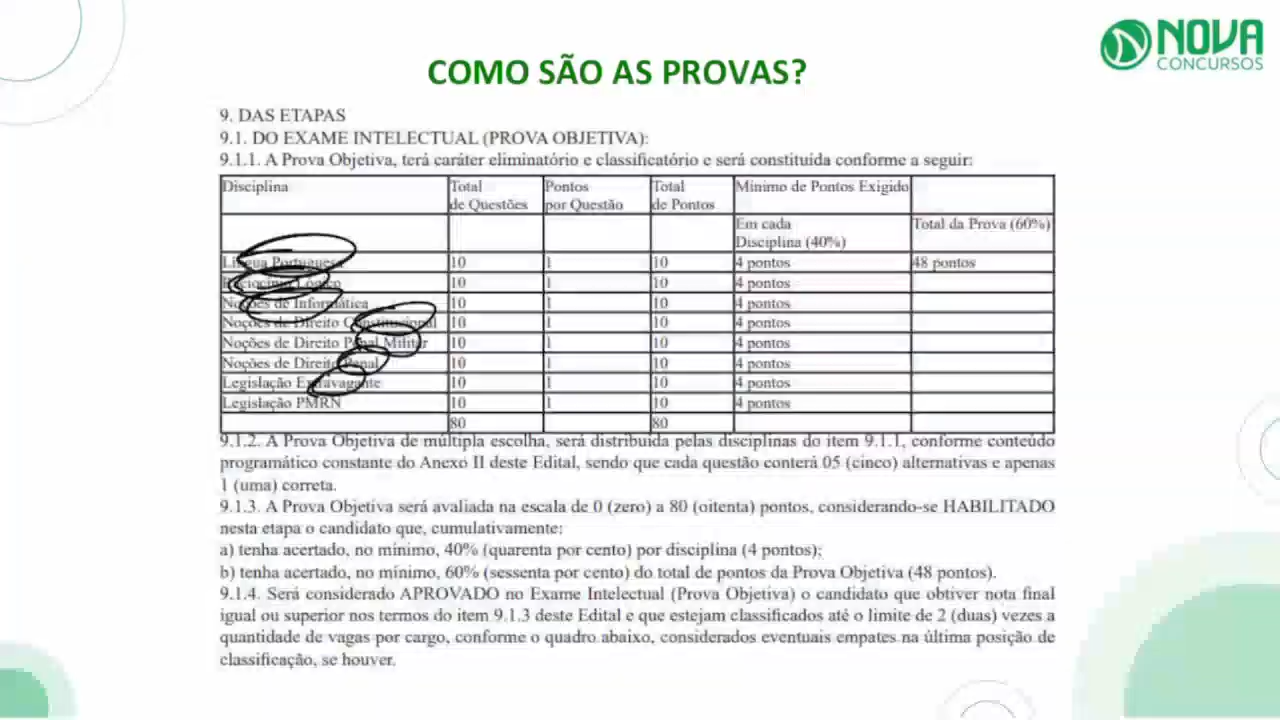 NOVA
CONCURSOS
COMO SÃO AS PROVAS?
9. DAS ETAPAS
9.1. DO EXAME INTELECTUAL (PROVA OBJETIVA):
9.1.1. A Prova Objetiva, terá caráter eliminatório e classificatório e será constituída conforme a seguir:
Disciplina Total de Questões Pontos por Questão Total de Pontos Mínimo de Pontos Exigido
Em cada Disciplina (40%) Total da Prova (60%)
Língua Portuguesa 10 1 10 4 pontos 48 pontos
Raciocínio Lógico 10 1 10 4 pontos
Noções de Informática 10 1 10 4 pontos
Noções de Direito Constitucional 10 1 10 4 pontos
Noções de Direito Penal Militar 10 1 10 4 pontos
Noções de Direito Penal 10 1 10 4 pontos
Legislação Extravagante 10 1 10 4 pontos
Legislação PMRN 10 1 10 4 pontos
80 80
9.1.2. A Prova Objetiva de múltipla escolha, será distribuída pelas disciplinas do item 9.1.1, conforme conteúdo
programático constante do Anexo II deste Edital, sendo que cada questão conterá 05 (cinco) alternativas e apenas
1 (uma) correta.
9.1.3. A Prova Objetiva será avaliada na escala de 0 (zero) a 80 (oitenta) pontos, considerando-se HABILITADO
nesta etapa o candidato que, cumulativamente:
a) tenha acertado, no mínimo, 40% (quarenta por cento) por disciplina (4 pontos);
b) tenha acertado, no mínimo, 60% (sessenta por cento) do total de pontos da Prova Objetiva (48 pontos).
9.1.4. Será considerado APROVADO no Exame Intelectual (Prova Objetiva) o candidato que obtiver nota final
igual ou superior nos termos do item 9.1.3 deste Edital e que estejam classificados até o limite de 2 (duas) vezes a
quantidade de vagas por cargo, conforme o quadro abaixo, considerados eventuais empates na última posição de
classificação, se houver.